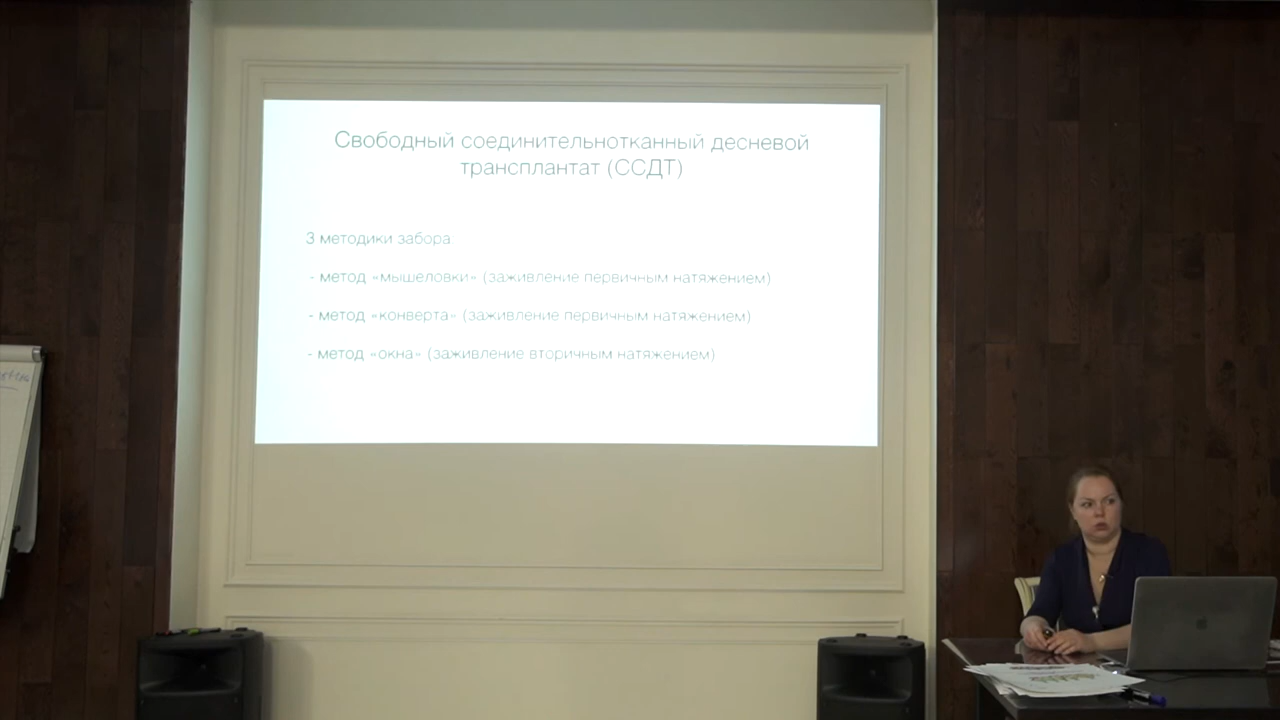 Свободный соединительнотканный десневой
трансплантат (ССДТ)
3 методики забора
- метод «мышеловки» (заживление первичным натяжением)
- метод «конверта» (заживление первичным натяжением)
- метод «окна» (заживление вторичным натяжением)